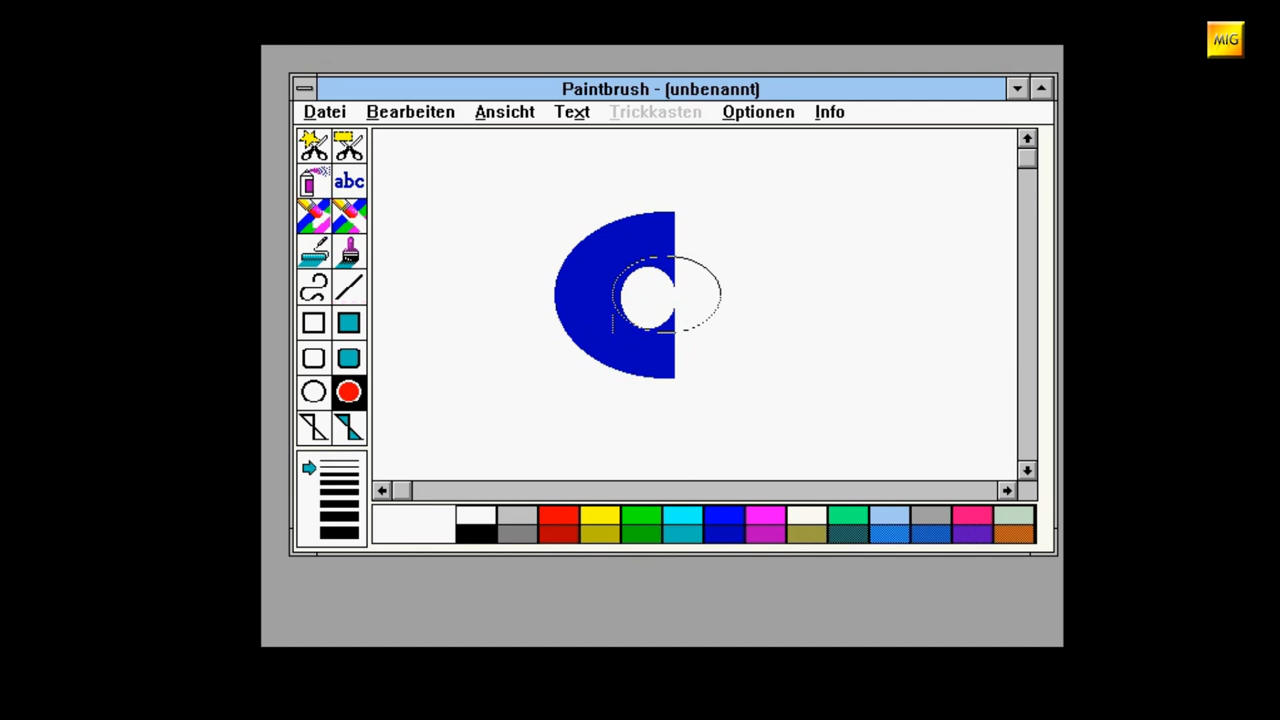 MIG
Paintbrush - (unbenannt)
Datei Bearbeiten Ansicht Text Trickkasten Optionen Info
abc